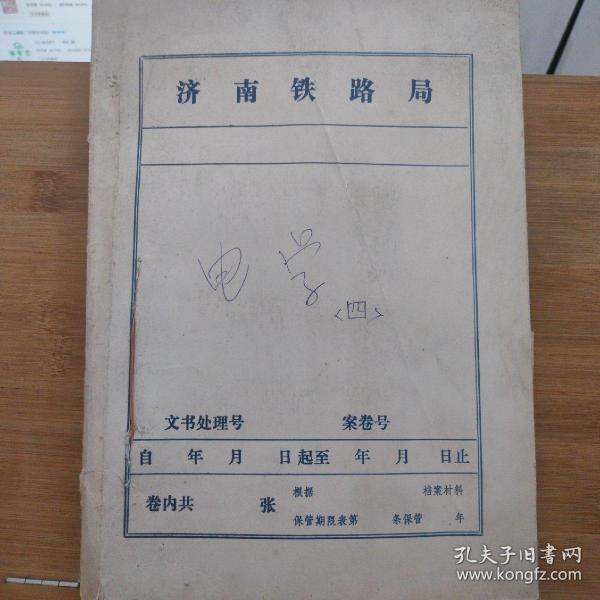 济南铁路局
电学
<四>
文书处理号 案卷号
自 年 月 日起至 年 月 日止
卷内共 张
根据 档案材料
保管期限表第 条保管 年
孔夫子旧书网
www.kongfz.com